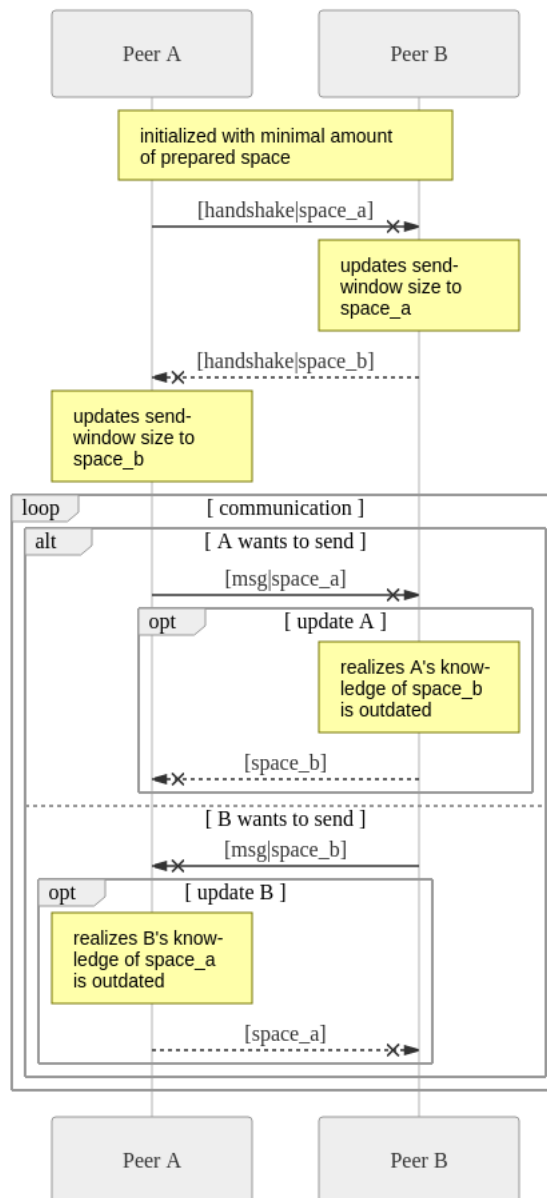 Peer A
Peer B
initialized with minimal amount
of prepared space
[handshake|space_a]
updates send-
window size to
space_a
[handshake|space_b]
updates send-
window size to
space_b
loop
[ communication ]
alt
[ A wants to send ]
[msg|space_a]
opt
[ update A ]
realizes A's know-
ledge of space_b
is outdated
[space_b]
[ B wants to send ]
[msg|space_b]
opt
[ update B ]
realizes B's know-
ledge of space_a
is outdated
[space_a]
Peer A
Peer B